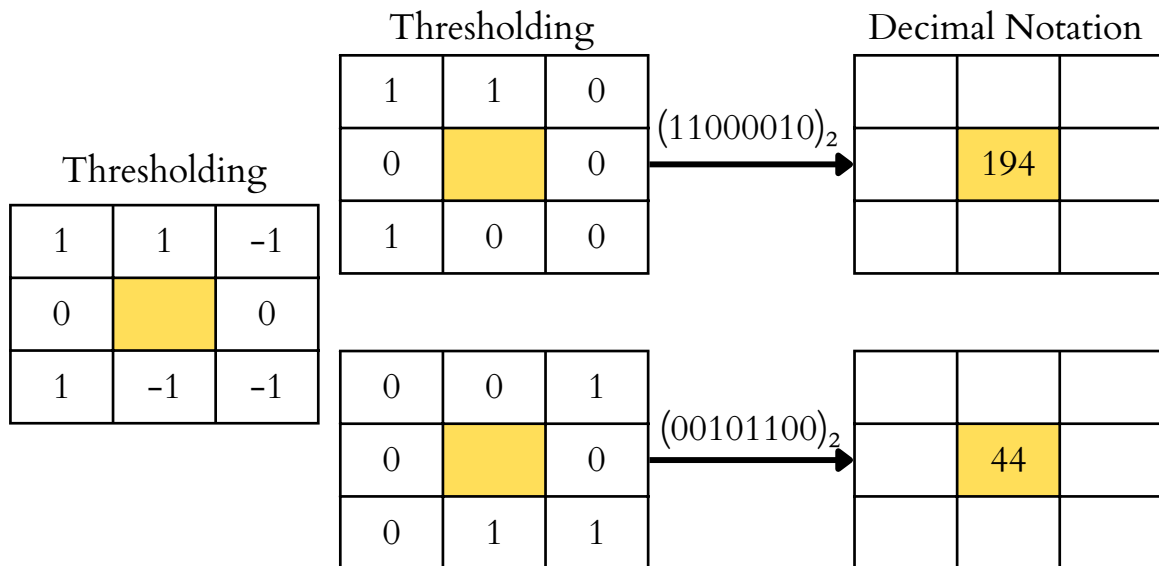 Thresholding
1 1 -1
0 0
1 -1 -1
Thresholding
1 1 0
0 0
1 0 0
(11000010)₂
0 0 1
0 0
0 1 1
(00101100)₂
Decimal Notation
194
44